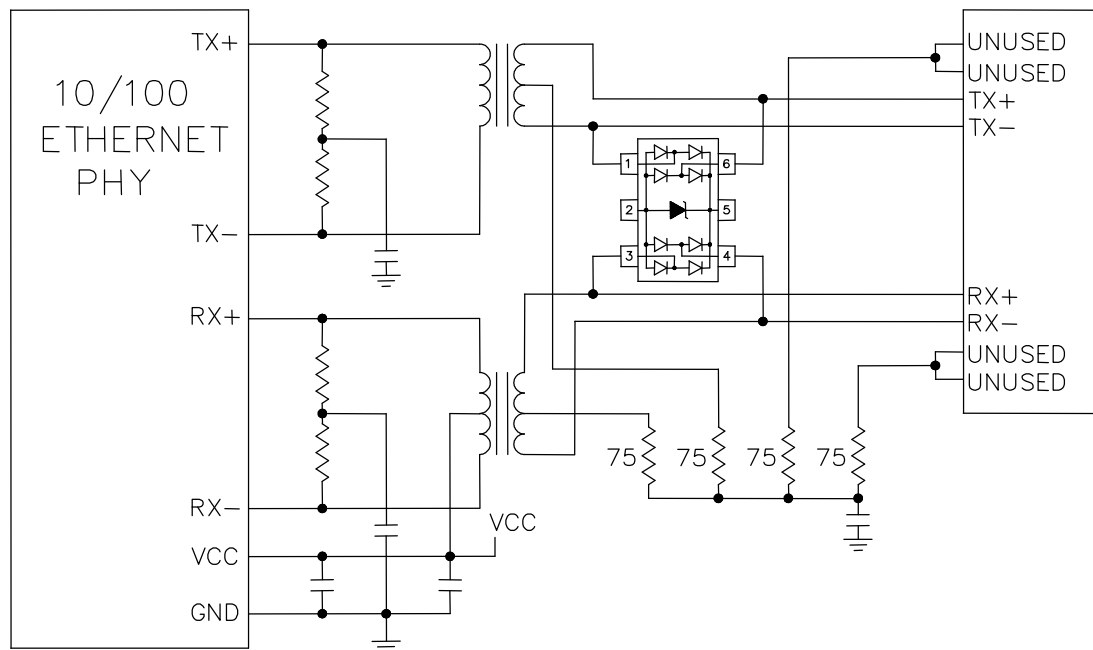 10/100
ETHERNET
PHY
TX+
TX-
RX+
RX-
VCC
GND
VCC
1
2
3
6
5
4
75
75
75
75
UNUSED
UNUSED
TX+
TX-
RX+
RX-
UNUSED
UNUSED